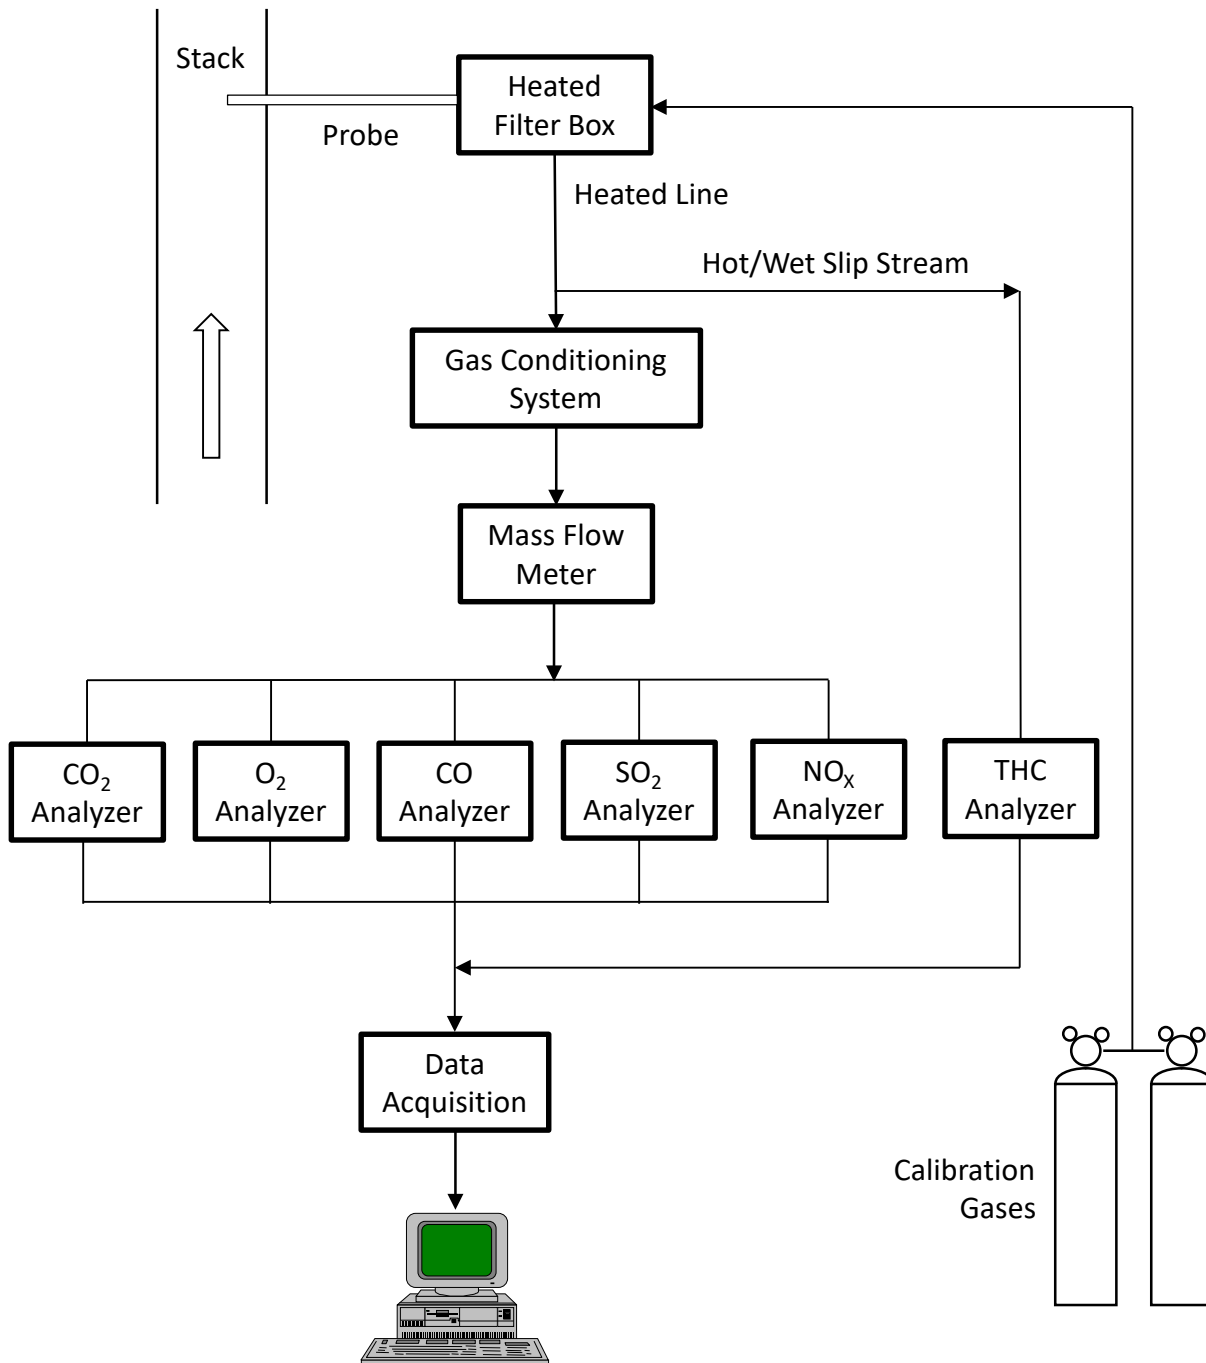 Stack
Heated
Filter Box
Probe
Heated Line
Hot/Wet Slip Stream
Gas Conditioning
System
Mass Flow
Meter
CO₂
Analyzer
O₂
Analyzer
CO
Analyzer
SO₂
Analyzer
NOₓ
Analyzer
THC
Analyzer
Data
Acquisition
Calibration
Gases